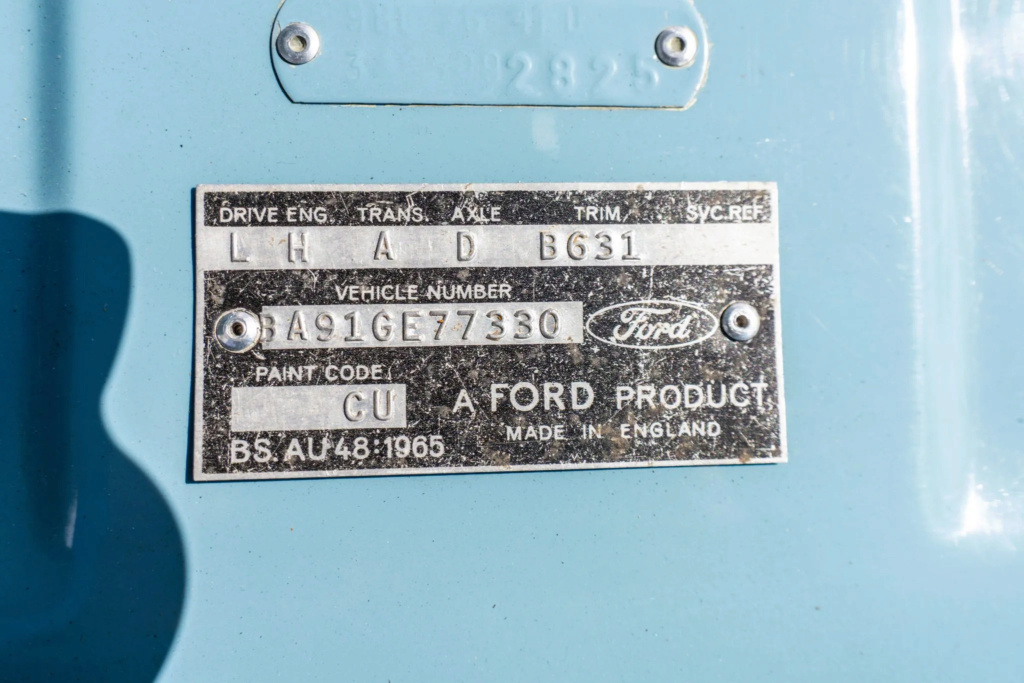 2825
DRIVE ENG. TRANS. AXLE TRIM SVC.REF.
L H A D B631
VEHICLE NUMBER
BA91GE77330
Ford
PAINT CODE
CU
A FORD PRODUCT
MADE IN ENGLAND
BS. AU 48:1965